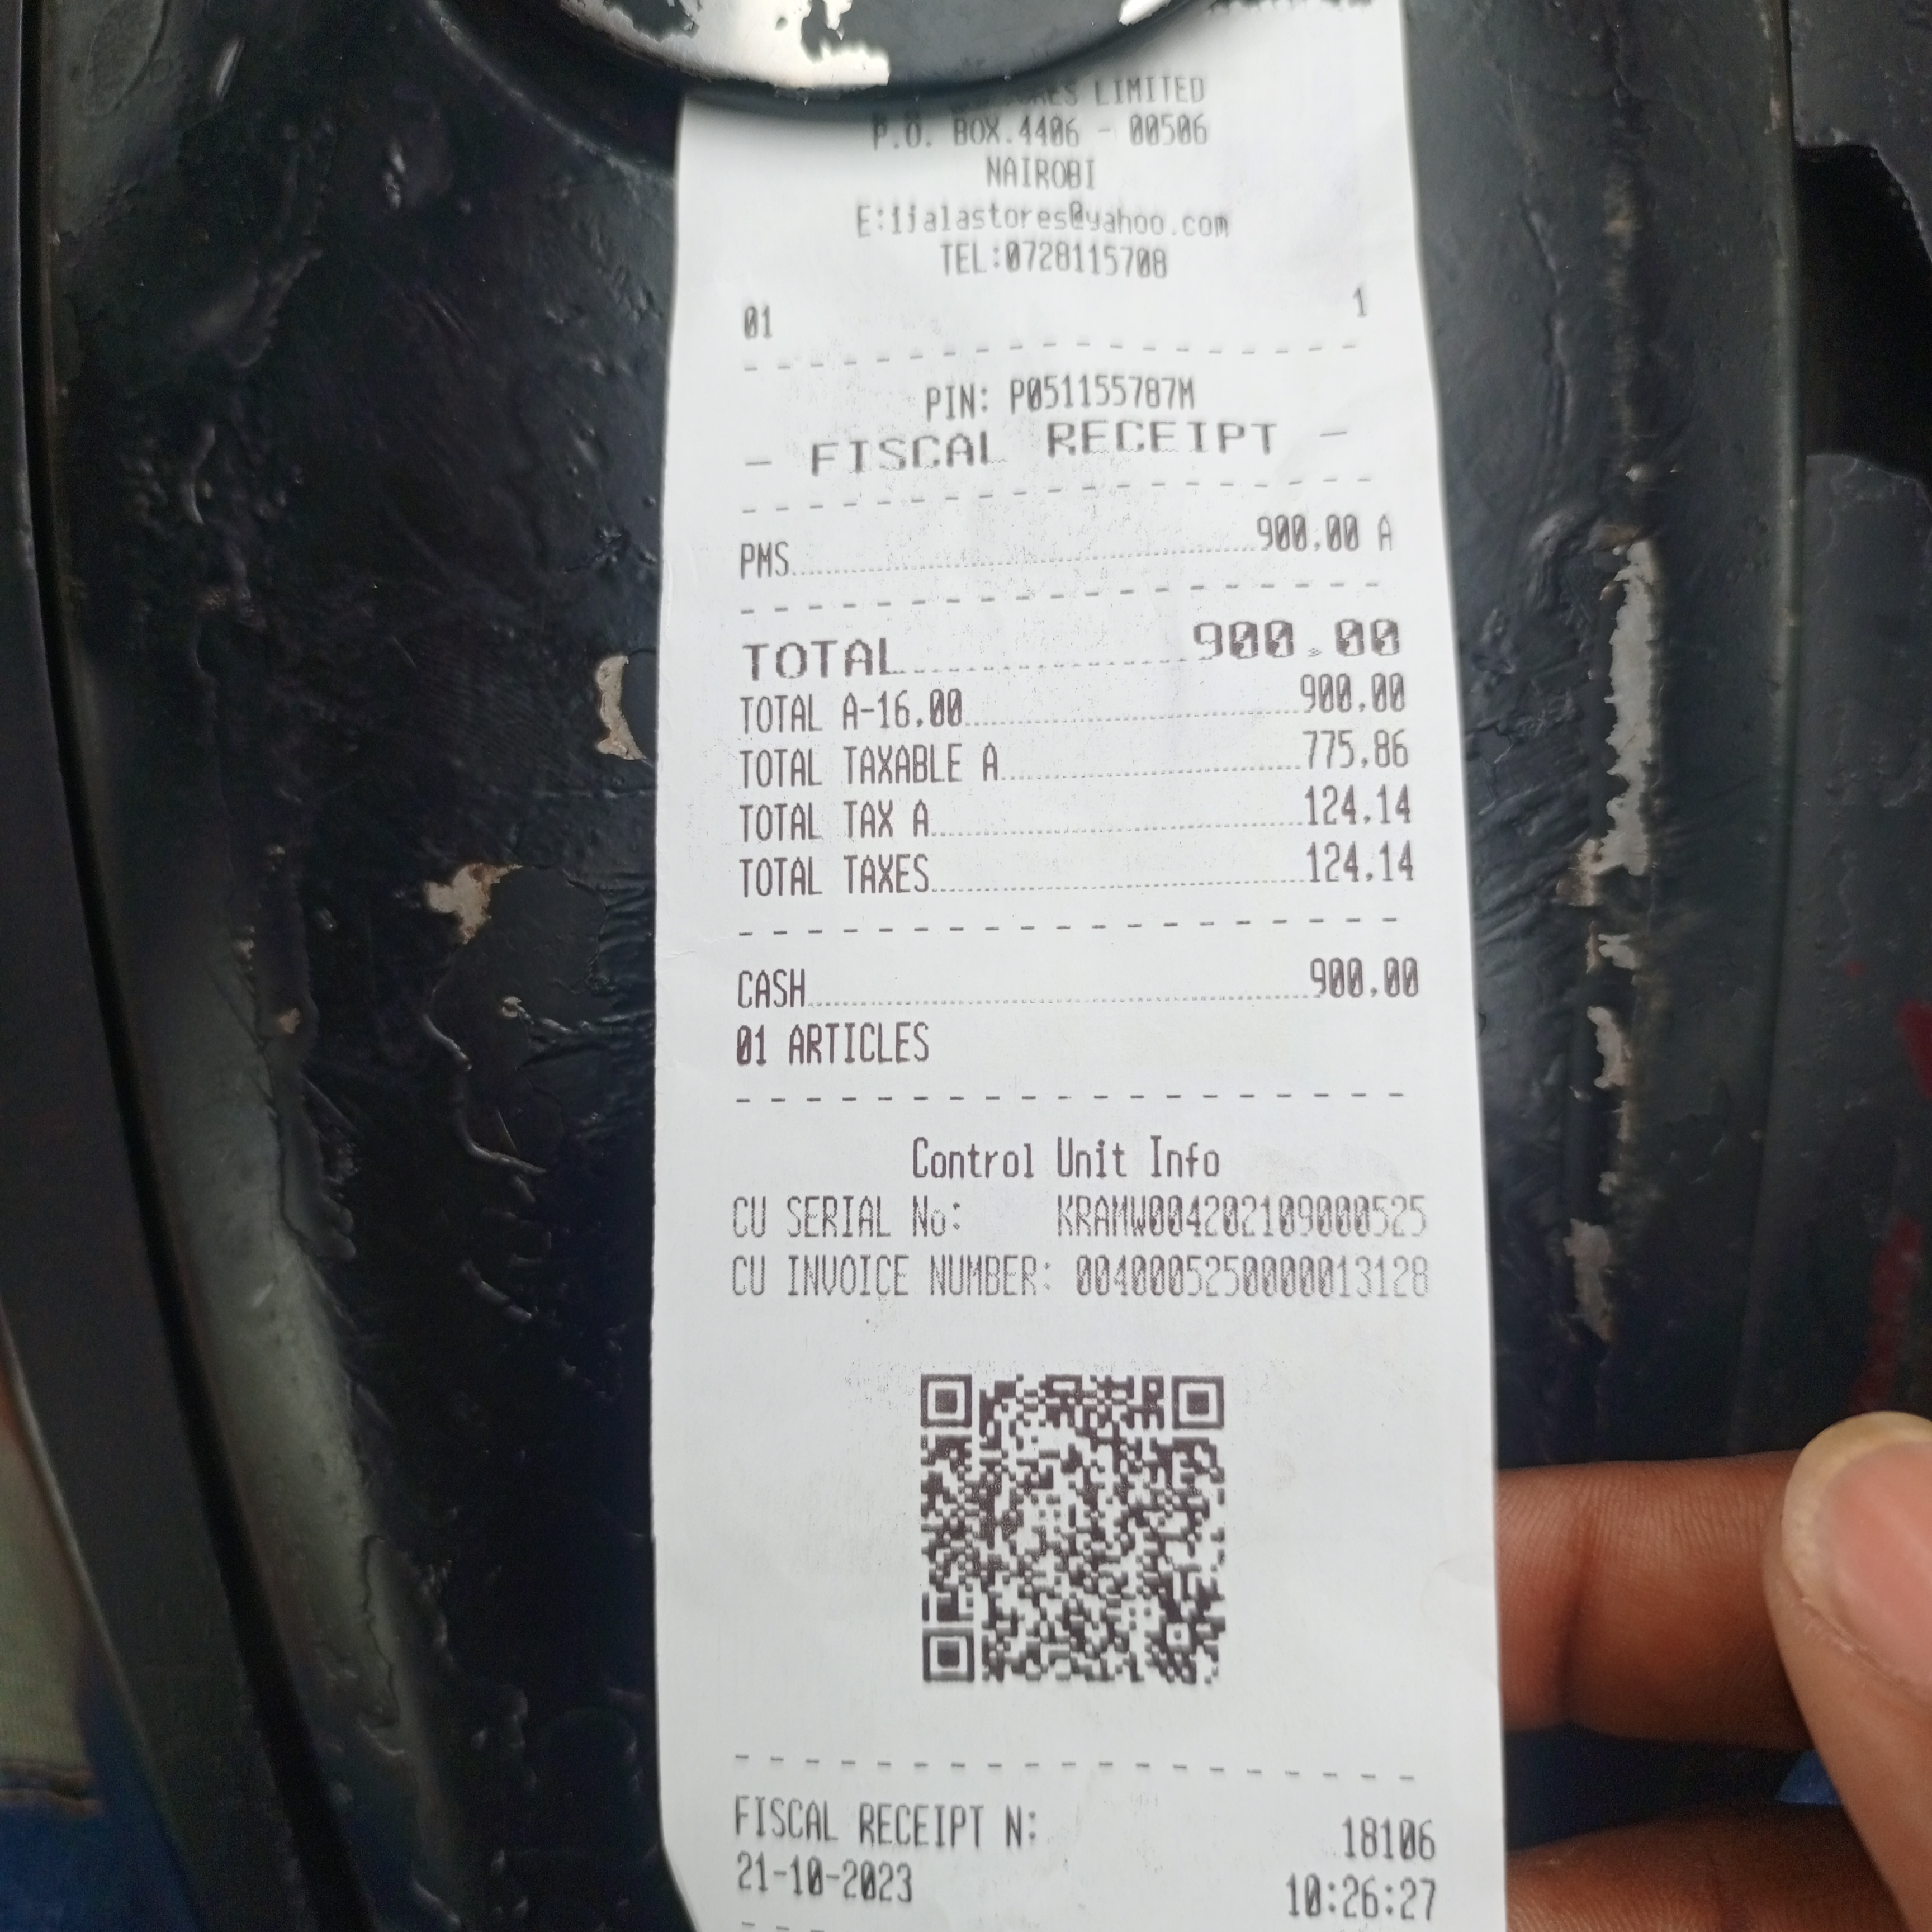 LIMITED
P.O. BOX.4406 - 00506
NAIROBI
E:ijalastores@yahoo.com
TEL:0728115708
01 1
PIN: P051155787M
- FISCAL RECEIPT -
PMS 900.00 A
TOTAL 900.00
TOTAL A-16.00 900.00
TOTAL TAXABLE A 775.86
TOTAL TAX A 124.14
TOTAL TAXES 124.14
CASH 900.00
01 ARTICLES
Control Unit Info
CU SERIAL No: KRAMW004202109000525
CU INVOICE NUMBER: 0040005250000013128
FISCAL RECEIPT N: 18106
21-10-2023 10:26:27